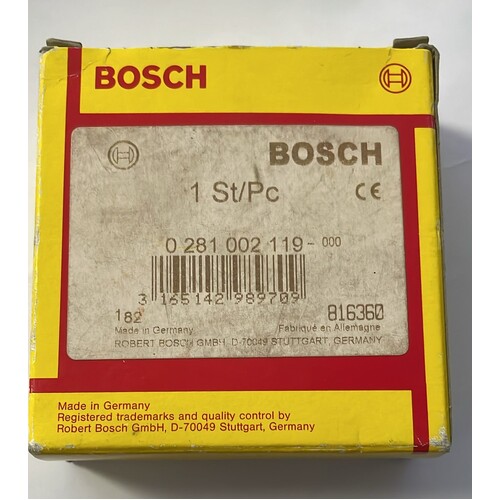 BOSCH
BOSCH
1 St/Pc CE
0 281 002 119 - 000
3 165142 989709
182 816360
Made in Germany Fabriqué en Allemagne
ROBERT BOSCH GMBH, D-70049 STUTTGART, GERMANY
Made in Germany
Registered trademarks and quality control by
Robert Bosch GmbH, D-70049 Stuttgart, Germany